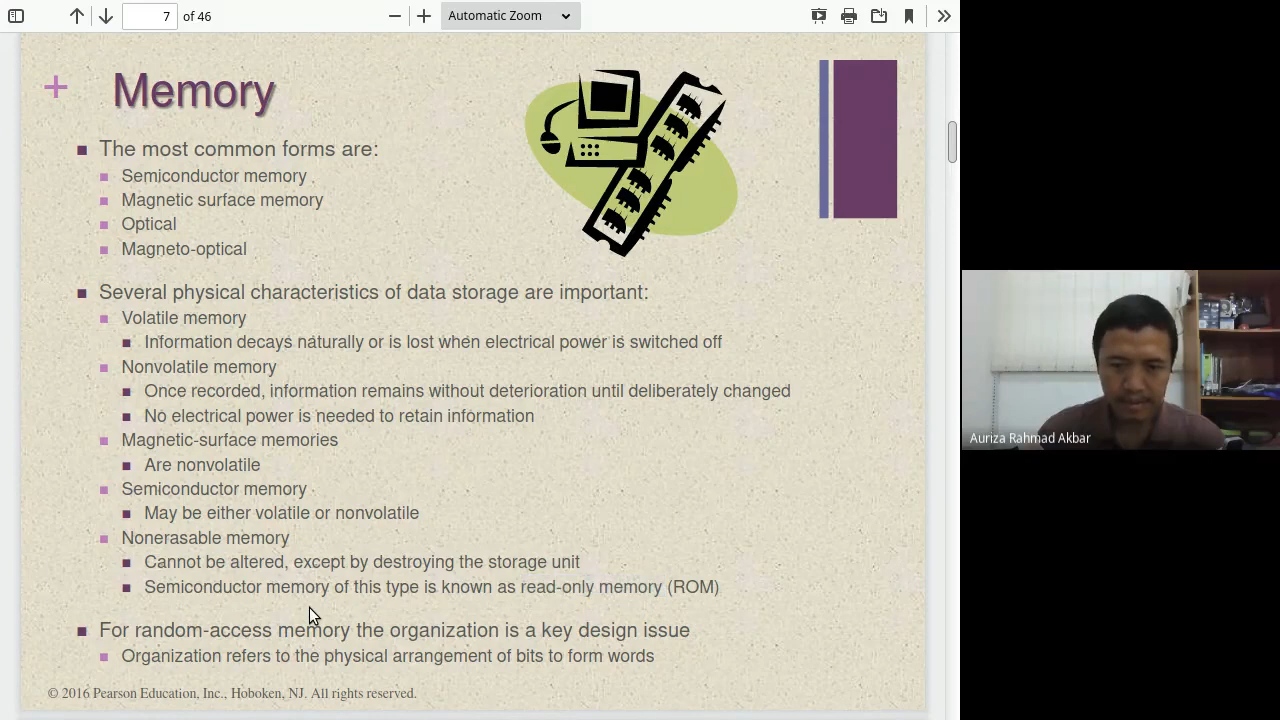 7 of 46 Automatic Zoom
+ Memory
The most common forms are:
Semiconductor memory
Magnetic surface memory
Optical
Magneto-optical
Several physical characteristics of data storage are important:
Volatile memory
Information decays naturally or is lost when electrical power is switched off
Nonvolatile memory
Once recorded, information remains without deterioration until deliberately changed
No electrical power is needed to retain information
Magnetic-surface memories
Are nonvolatile
Semiconductor memory
May be either volatile or nonvolatile
Nonerasable memory
Cannot be altered, except by destroying the storage unit
Semiconductor memory of this type is known as read-only memory (ROM)
For random-access memory the organization is a key design issue
Organization refers to the physical arrangement of bits to form words
© 2016 Pearson Education, Inc., Hoboken, NJ. All rights reserved.
Auriza Rahmad Akbar